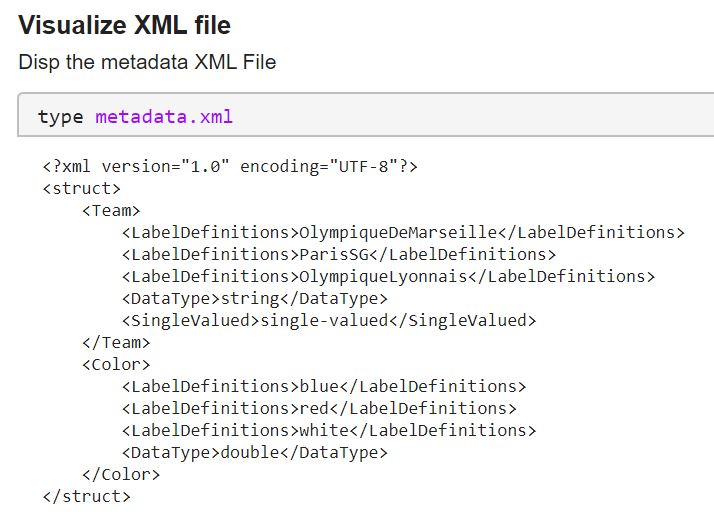 Visualize XML file
Disp the metadata XML File
type metadata.xml
<?xml version="1.0" encoding="UTF-8"?>
<struct>
    <Team>
        <LabelDefinitions>OlympiqueDeMarseille</LabelDefinitions>
        <LabelDefinitions>ParisSG</LabelDefinitions>
        <LabelDefinitions>OlympiqueLyonnais</LabelDefinitions>
        <DataType>string</DataType>
        <SingleValued>single-valued</SingleValued>
    </Team>
    <Color>
        <LabelDefinitions>blue</LabelDefinitions>
        <LabelDefinitions>red</LabelDefinitions>
        <LabelDefinitions>white</LabelDefinitions>
        <DataType>double</DataType>
    </Color>
</struct>